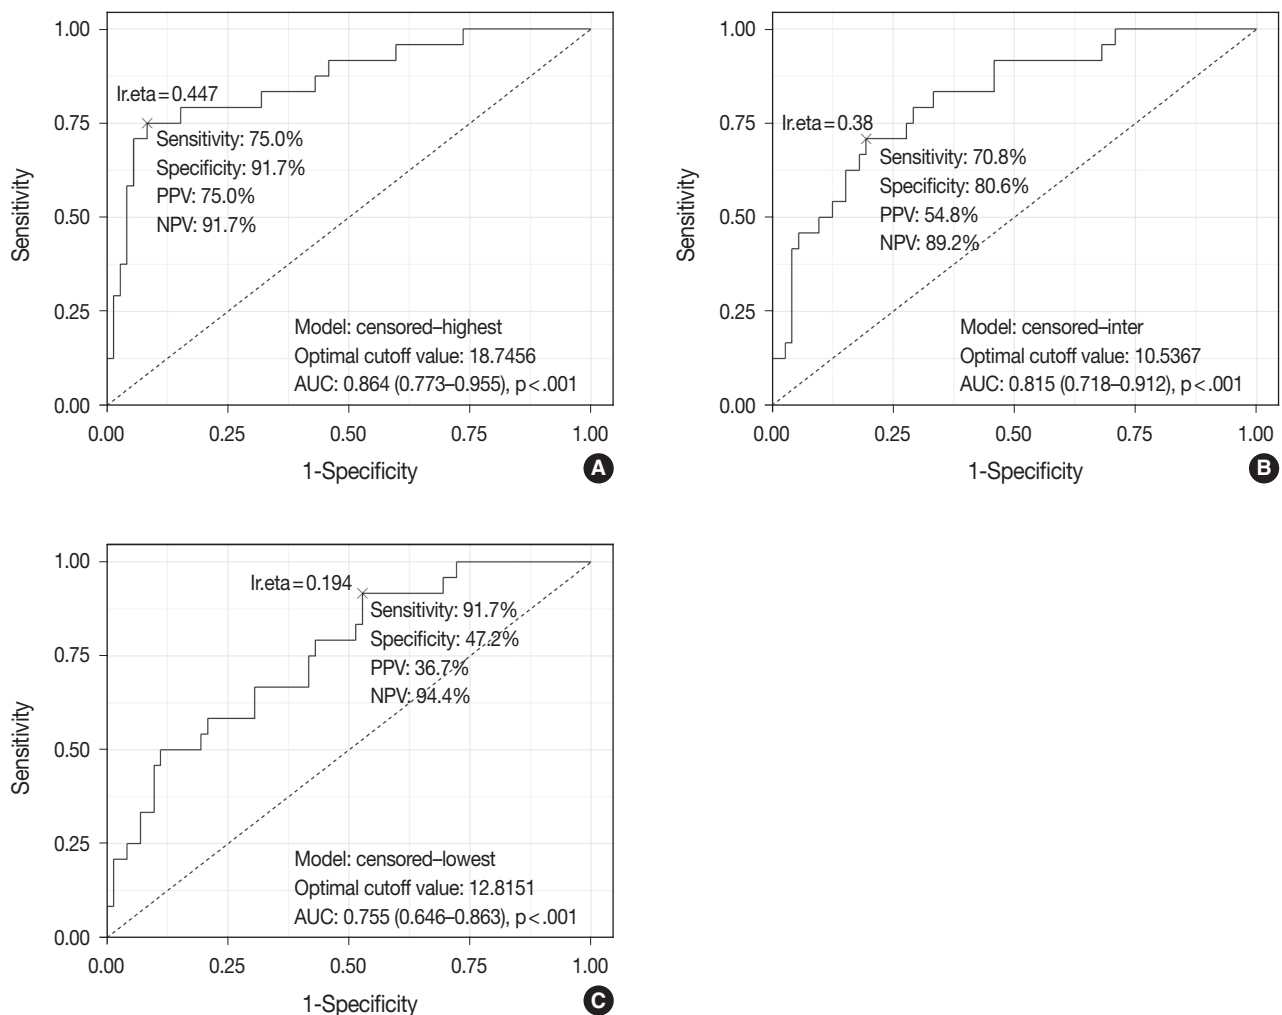 1.00
0.75
0.50
0.25
0.00
Sensitivity
lr.eta=0.447
Sensitivity: 75.0%
Specificity: 91.7%
PPV: 75.0%
NPV: 91.7%
Model: censored–highest
Optimal cutoff value: 18.7456
AUC: 0.864 (0.773–0.955), p<.001
0.00 0.25 0.50 0.75 1.00
1-Specificity
A
1.00
0.75
0.50
0.25
0.00
Sensitivity
lr.eta=0.38
Sensitivity: 70.8%
Specificity: 80.6%
PPV: 54.8%
NPV: 89.2%
Model: censored–inter
Optimal cutoff value: 10.5367
AUC: 0.815 (0.718–0.912), p<.001
0.00 0.25 0.50 0.75 1.00
1-Specificity
B
1.00
0.75
0.50
0.25
0.00
Sensitivity
lr.eta=0.194
Sensitivity: 91.7%
Specificity: 47.2%
PPV: 36.7%
NPV: 94.4%
Model: censored–lowest
Optimal cutoff value: 12.8151
AUC: 0.755 (0.646–0.863), p<.001
0.00 0.25 0.50 0.75 1.00
1-Specificity
C